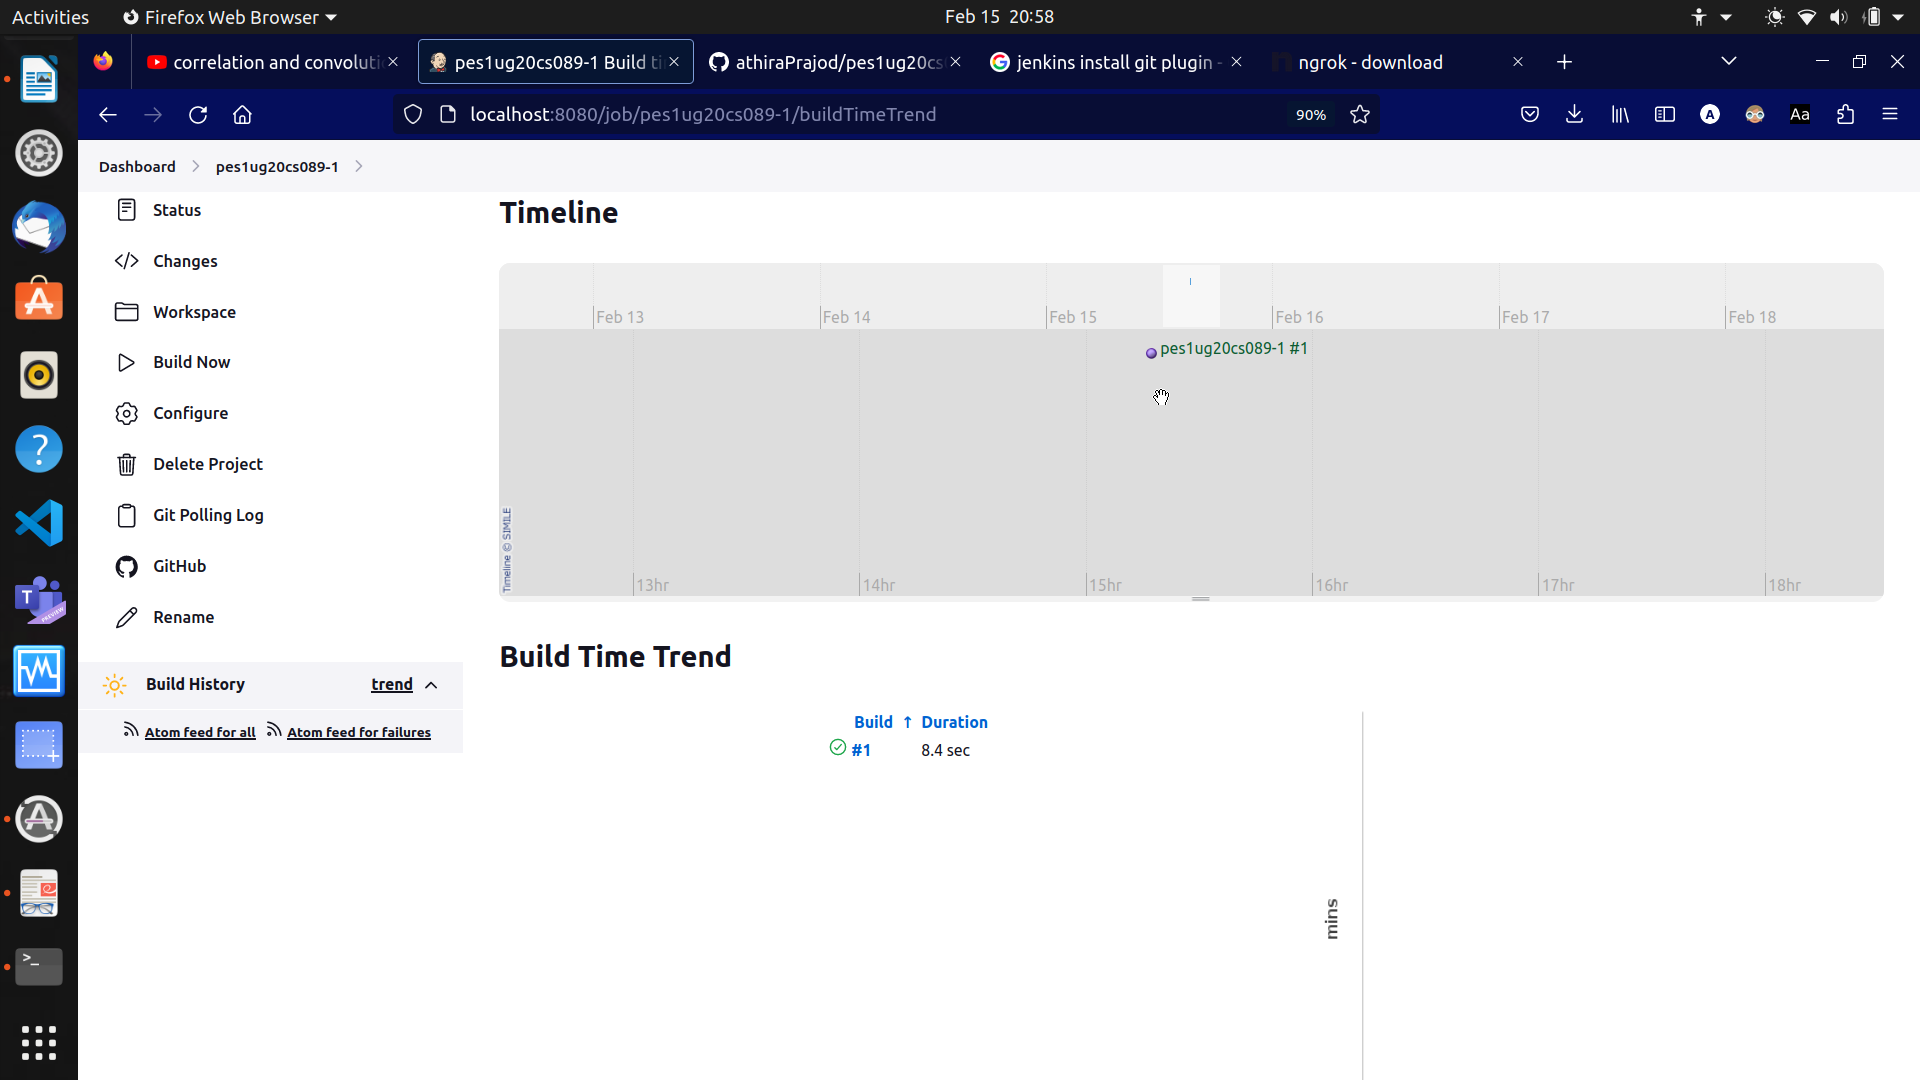 Activities
Firefox Web Browser
Feb 15 20:58
correlation and convoluti
pes1ug20cs089-1 Build ti
athiraPrajod/pes1ug20cs
jenkins install git plugin -
ngrok - download
localhost:8080/job/pes1ug20cs089-1/buildTimeTrend
90%
A
Aa
Dashboard
pes1ug20cs089-1
Status
Changes
Workspace
Build Now
Configure
Delete Project
Git Polling Log
GitHub
Rename
Build History
trend
Atom feed for all
Atom feed for failures
Timeline
Feb 13
Feb 14
Feb 15
Feb 16
Feb 17
Feb 18
pes1ug20cs089-1 #1
Timeline © SIMILE
13hr
14hr
15hr
16hr
17hr
18hr
Build Time Trend
Build ↑ Duration
#1 8.4 sec
mins